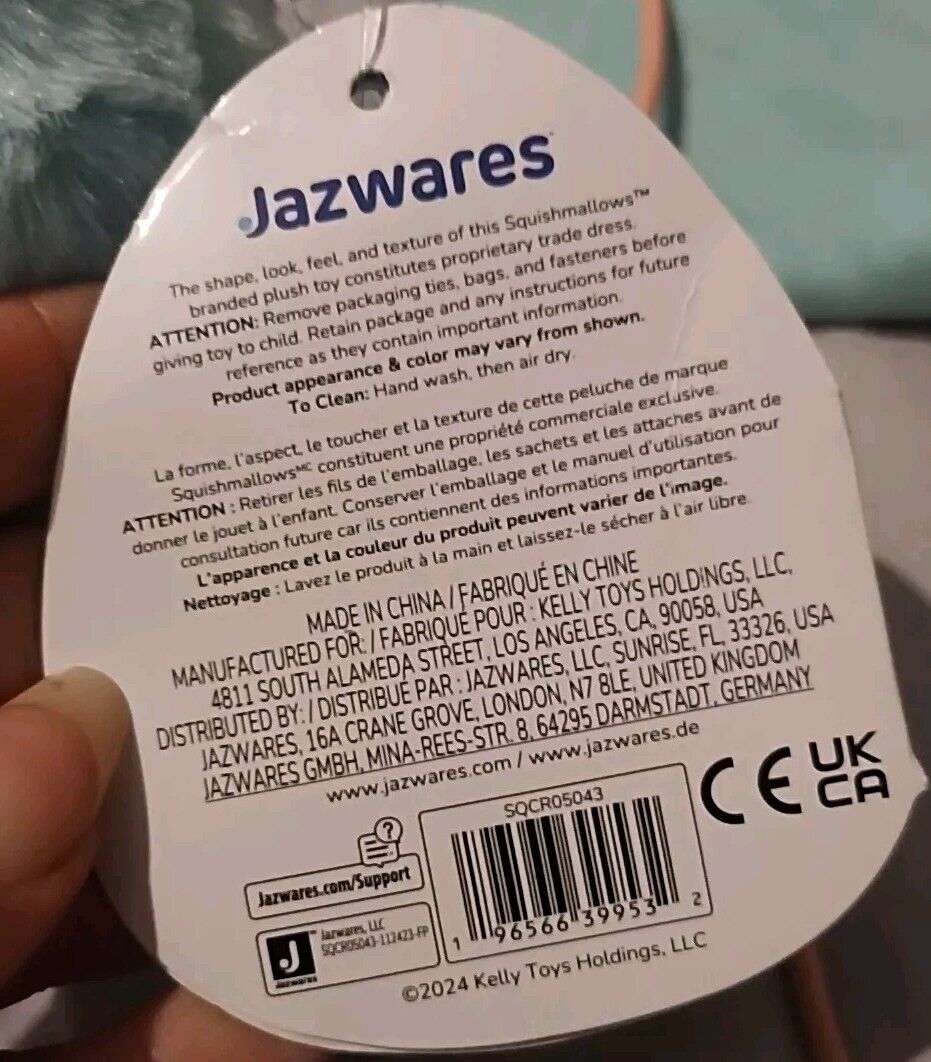 Jazwares
The shape, look, feel, and texture of this Squishmallows™
branded plush toy constitutes proprietary trade dress.
ATTENTION: Remove packaging ties, bags, and fasteners before
giving toy to child. Retain package and any instructions for future
reference as they contain important information.
Product appearance & color may vary from shown.
To Clean: Hand wash, then air dry.
La forme, l'aspect, le toucher et la texture de cette peluche de marque
Squishmallows^MC constituent une propriété commerciale exclusive.
ATTENTION : Retirer les fils de l'emballage, les sachets et les attaches avant de
donner le jouet à l'enfant. Conserver l'emballage et le manuel d'utilisation pour
consultation future car ils contiennent des informations importantes.
L'apparence et la couleur du produit peuvent varier de l'image.
Nettoyage : Lavez le produit à la main et laissez-le sécher à l'air libre.
MADE IN CHINA / FABRIQUÉ EN CHINE
MANUFACTURED FOR: / FABRIQUÉ POUR : KELLY TOYS HOLDINGS, LLC,
4811 SOUTH ALAMEDA STREET, LOS ANGELES, CA, 90058, USA
DISTRIBUTED BY: / DISTRIBUÉ PAR : JAZWARES, LLC, SUNRISE, FL, 33326, USA
JAZWARES, 16A CRANE GROVE, LONDON, N7 8LE, UNITED KINGDOM
JAZWARES GMBH, MINA-REES-STR. 8, 64295 DARMSTADT, GERMANY
www.jazwares.com / www.jazwares.de
CE UK
CA
SQCR05043
?
Jazwares.com/Support
1 96566 39953 2
J
Jazwares
Jazwares, LLC
SQCR05043-112423-FP
©2024 Kelly Toys Holdings, LLC